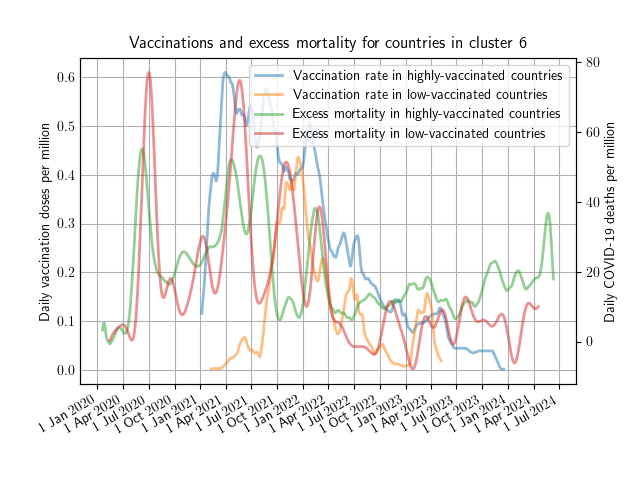 Vaccinations and excess mortality for countries in cluster 6
Vaccination rate in highly-vaccinated countries
Vaccination rate in low-vaccinated countries
Excess mortality in highly-vaccinated countries
Excess mortality in low-vaccinated countries
Daily vaccination doses per million
0.6
0.5
0.4
0.3
0.2
0.1
0.0
80
60
40
20
0
Daily COVID-19 deaths per million
1 Jan 2020
1 Apr 2020
1 Jul 2020
1 Oct 2020
1 Jan 2021
1 Apr 2021
1 Jul 2021
1 Oct 2021
1 Jan 2022
1 Apr 2022
1 Jul 2022
1 Oct 2022
1 Jan 2023
1 Apr 2023
1 Jul 2023
1 Oct 2023
1 Jan 2024
1 Apr 2024
1 Jul 2024